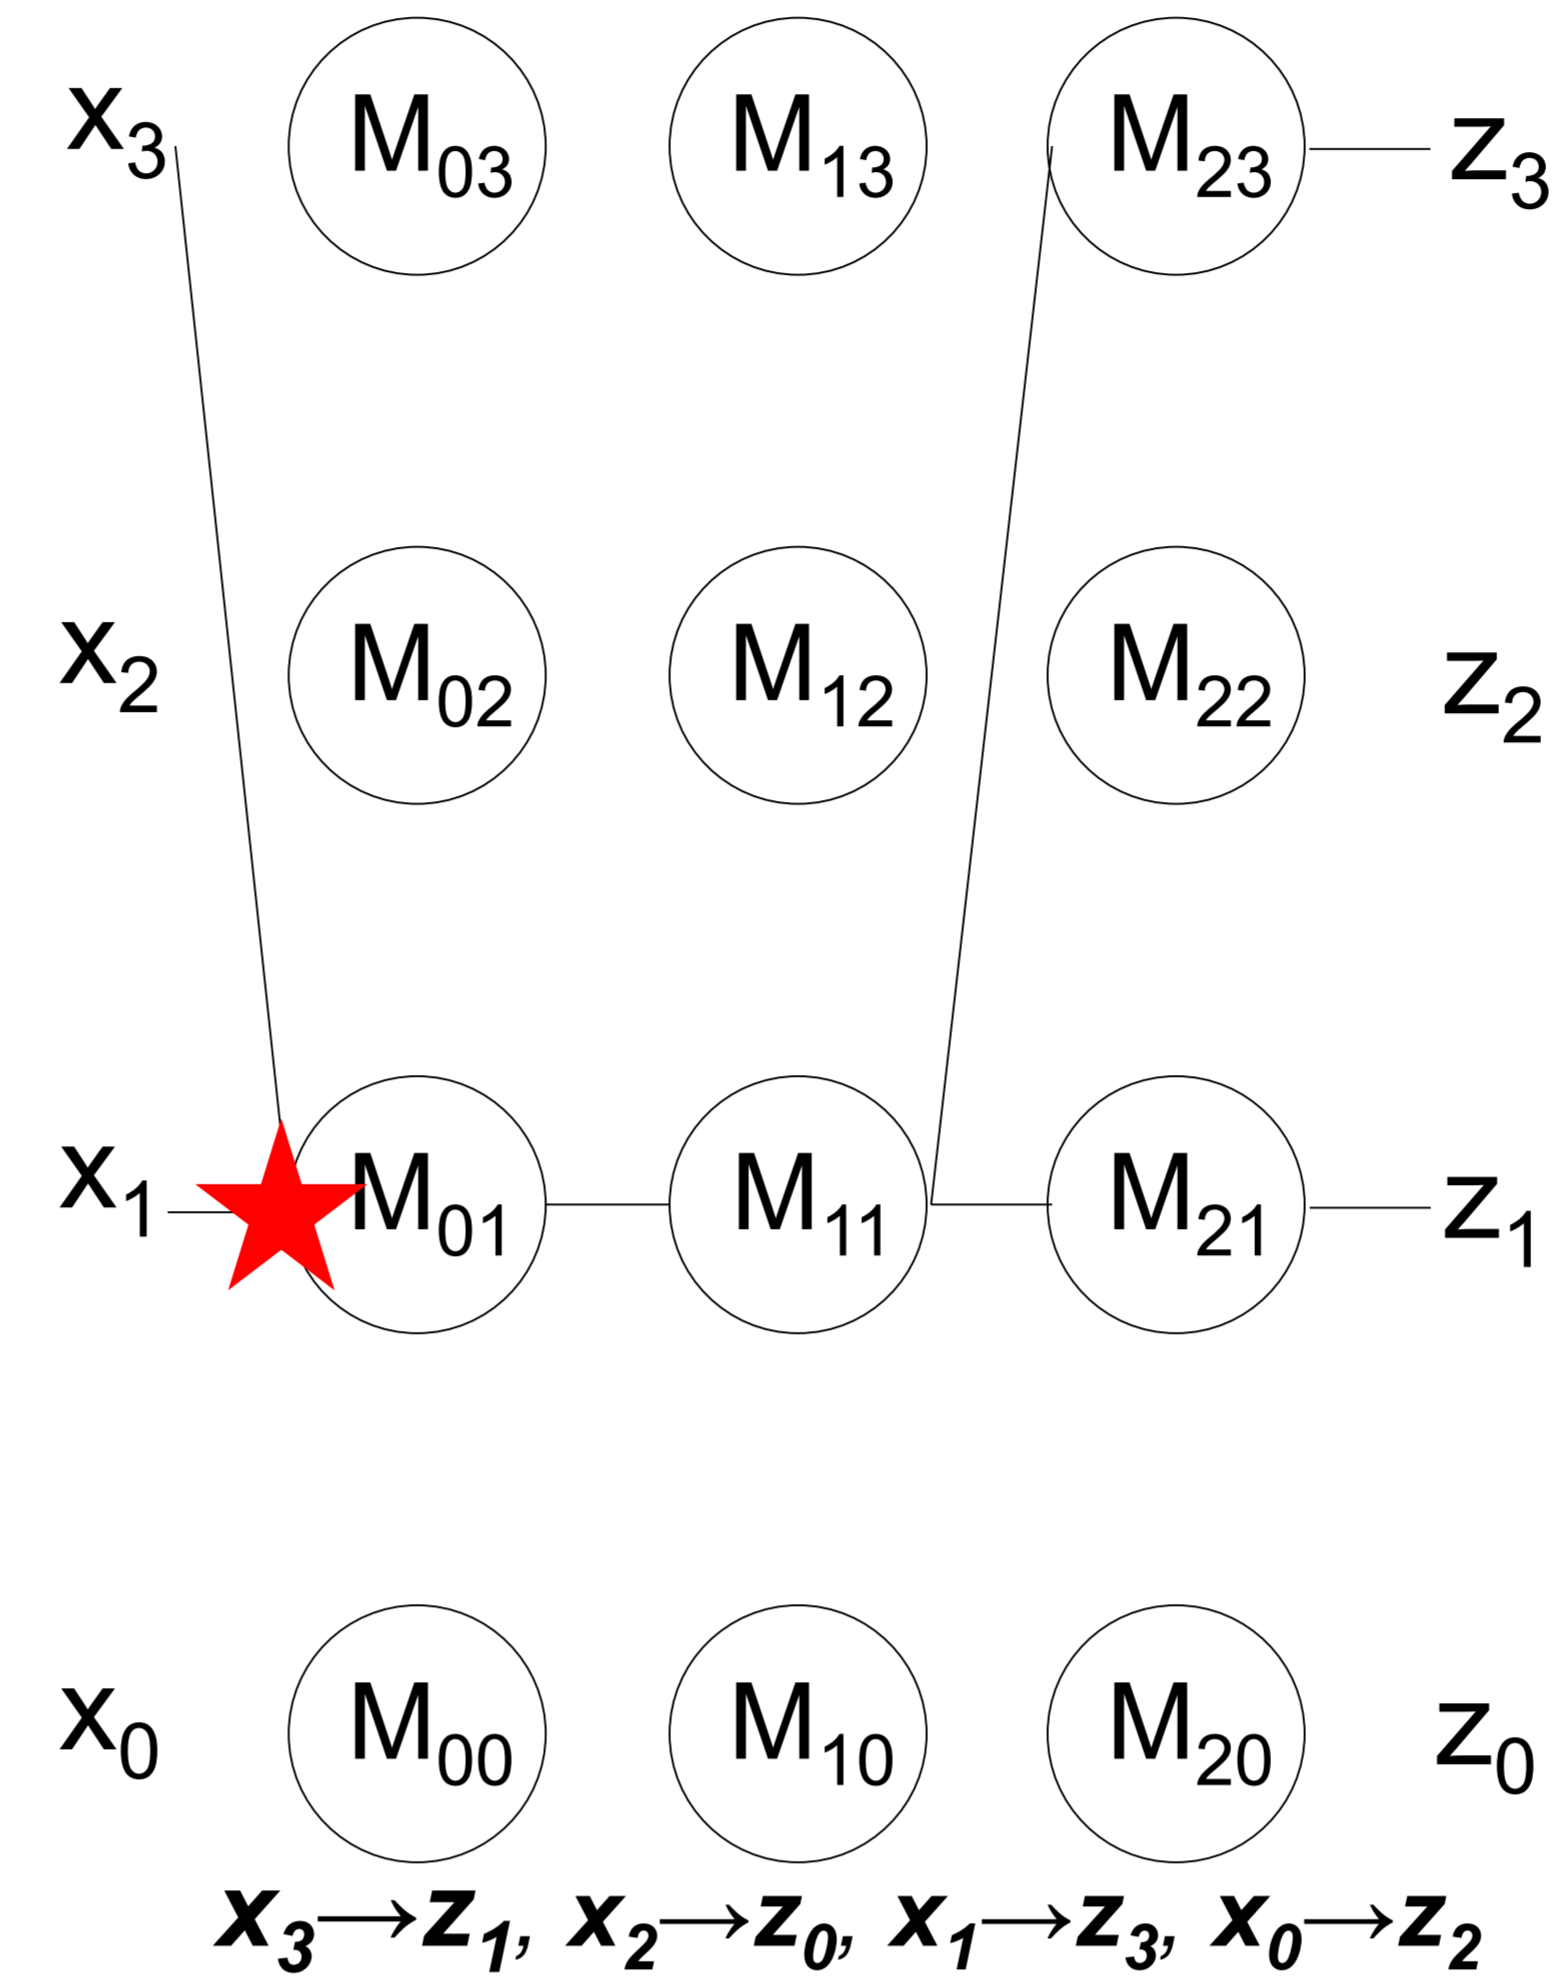 x₃ M₀₃ M₁₃ M₂₃ z₃
x₂ M₀₂ M₁₂ M₂₂ z₂
x₁ M₀₁ M₁₁ M₂₁ z₁
x₀ M₀₀ M₁₀ M₂₀ z₀
x₃→z₁, x₂→z₀, x₁→z₃, x₀→z₂